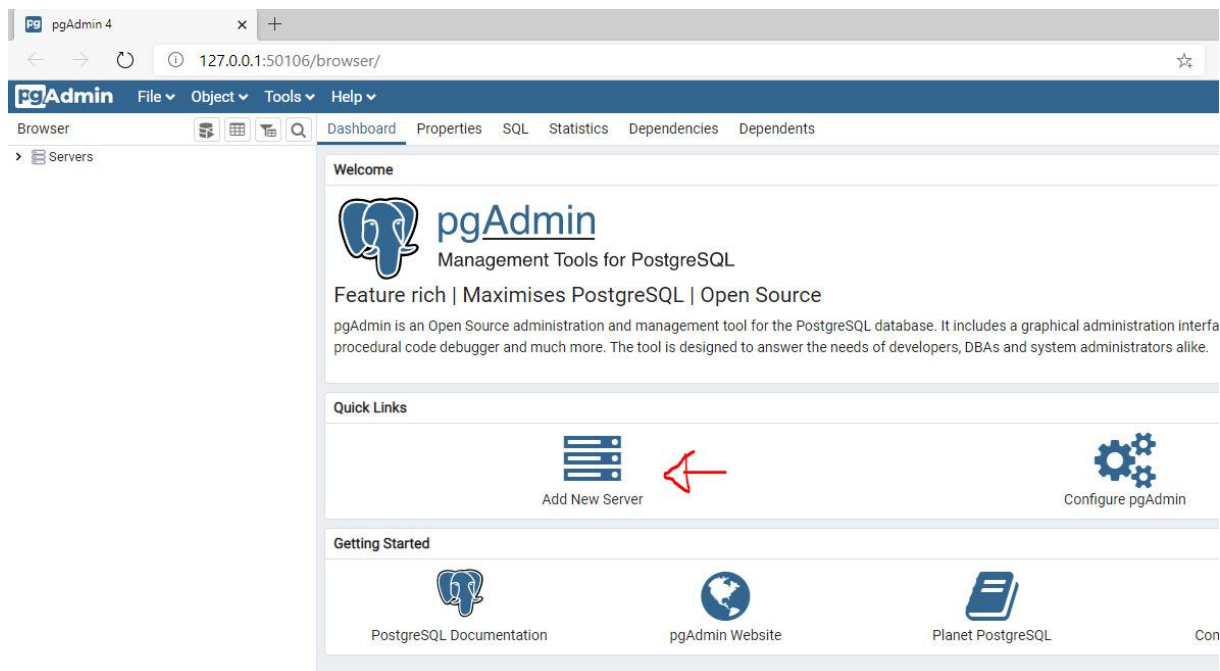 pgAdmin 4
127.0.0.1:50106/browser/
pgAdmin File Object Tools Help
Browser Dashboard Properties SQL Statistics Dependencies Dependents
Servers
Welcome
pgAdmin
Management Tools for PostgreSQL
Feature rich | Maximises PostgreSQL | Open Source
pgAdmin is an Open Source administration and management tool for the PostgreSQL database. It includes a graphical administration interfa
procedural code debugger and much more. The tool is designed to answer the needs of developers, DBAs and system administrators alike.
Quick Links
Add New Server Configure pgAdmin
Getting Started
PostgreSQL Documentation pgAdmin Website Planet PostgreSQL Com